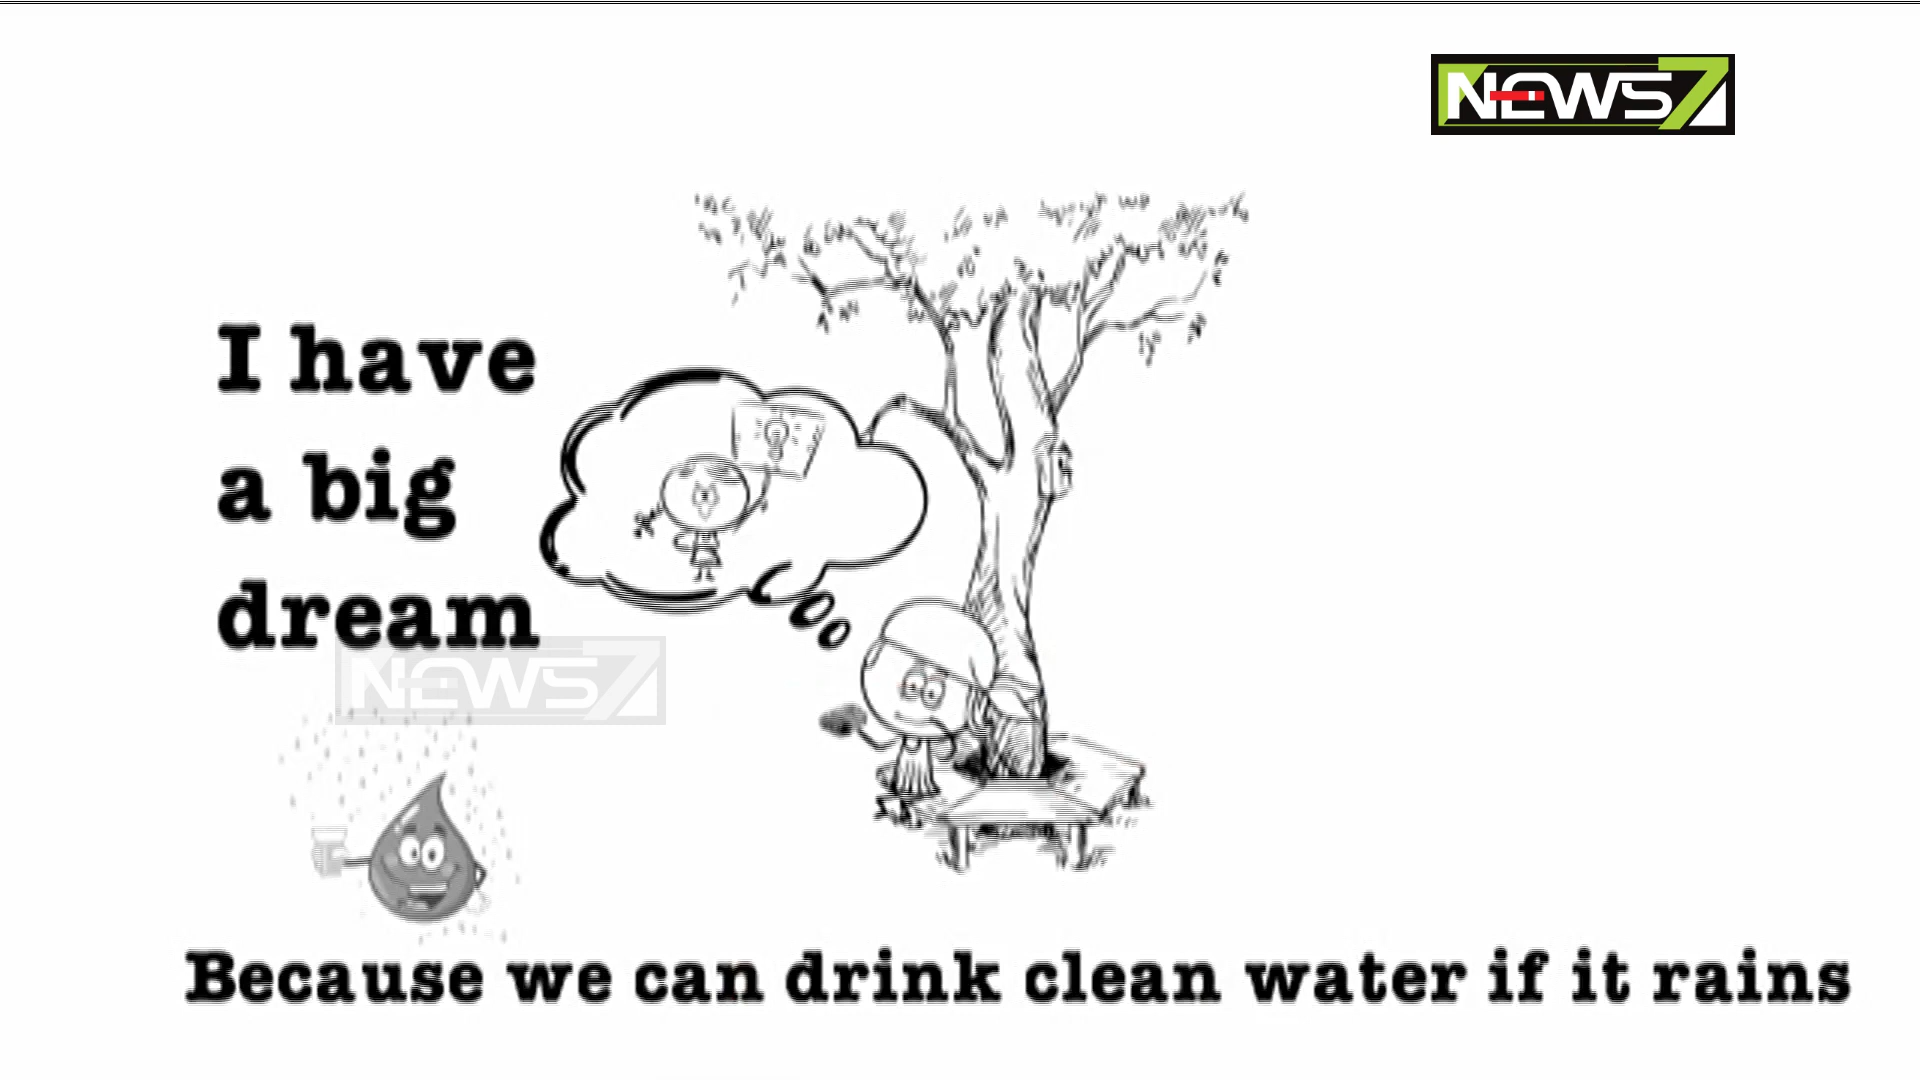 NEWS7
I have
a big
dream
NEWS7
Because we can drink clean water if it rains